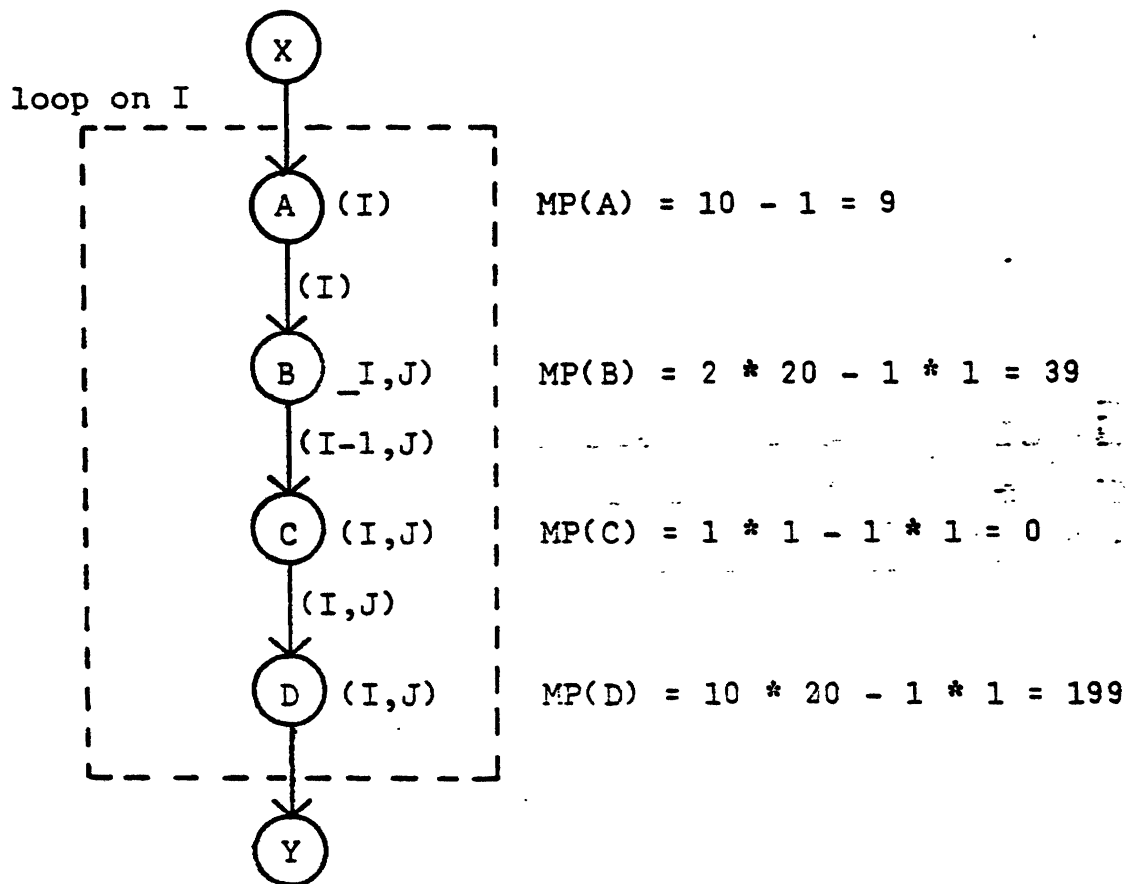 X
loop on I
A (I) MP(A) = 10 - 1 = 9
(I)
B _I,J) MP(B) = 2 * 20 - 1 * 1 = 39
(I-1,J)
C (I,J) MP(C) = 1 * 1 - 1 * 1 = 0
(I,J)
D (I,J) MP(D) = 10 * 20 - 1 * 1 = 199
Y